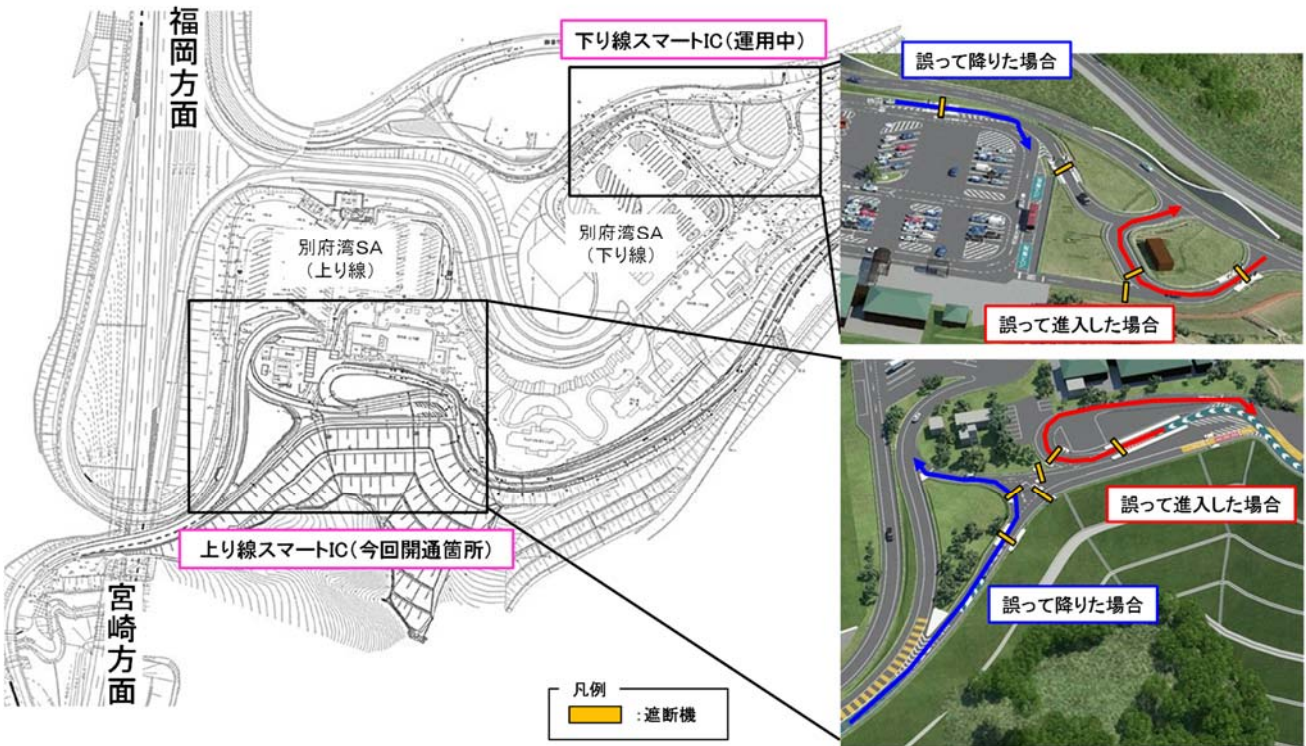 福岡方面
下り線スマートIC(運用中)
誤って降りた場合
別府湾SA
(上り線)
別府湾SA
(下り線)
誤って進入した場合
上り線スマートIC(今回開通箇所)
誤って進入した場合
誤って降りた場合
宮崎方面
凡例
:遮断機